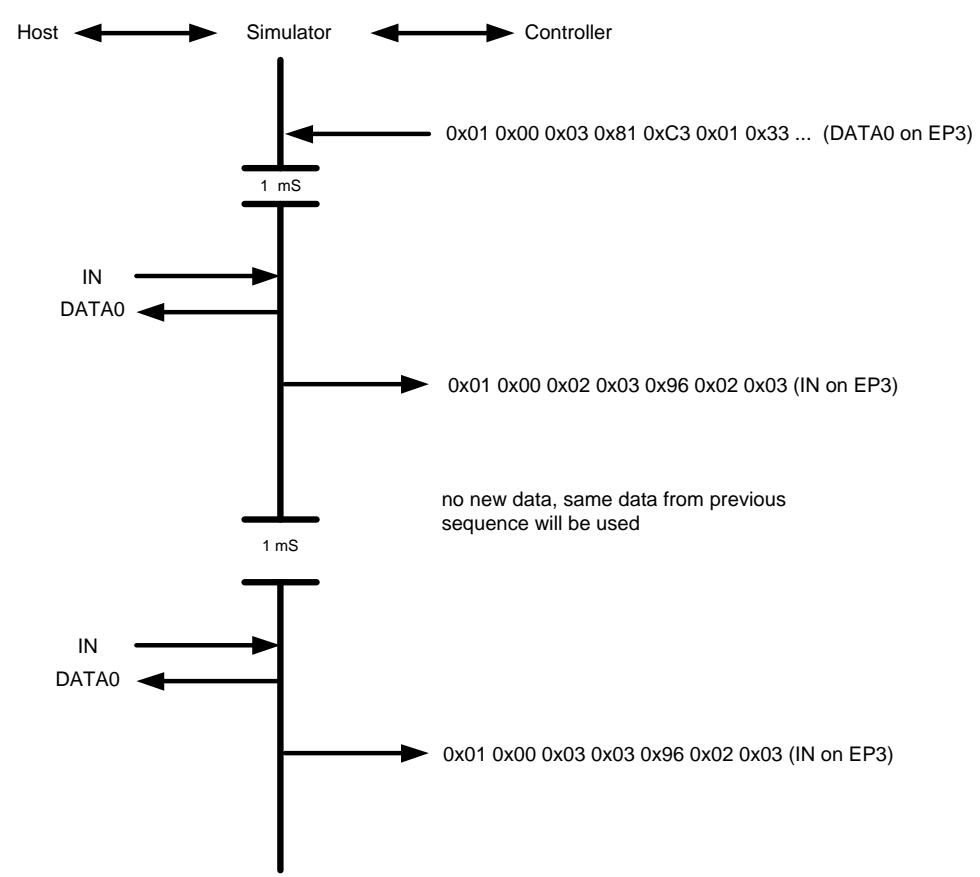 Host Simulator Controller
0x01 0x00 0x03 0x81 0xC3 0x01 0x33 ... (DATA0 on EP3)
1 mS
IN
DATA0
0x01 0x00 0x02 0x03 0x96 0x02 0x03 (IN on EP3)
no new data, same data from previous
sequence will be used
1 mS
IN
DATA0
0x01 0x00 0x03 0x03 0x96 0x02 0x03 (IN on EP3)